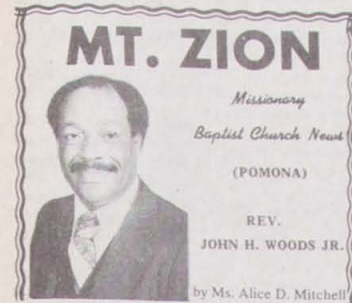 MT. ZION
Missionary
Baptist Church News
(POMONA)
REV.
JOHN H. WOODS JR.
by Ms. Alice D. Mitchell